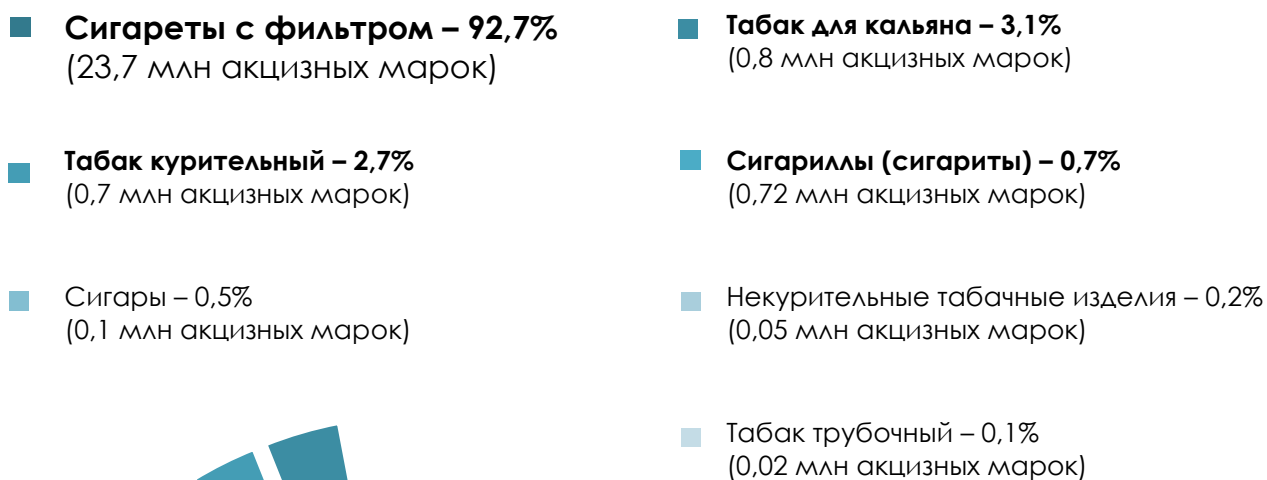 Сигареты с фильтром – 92,7%
(23,7 млн акцизных марок)
Табак для кальяна – 3,1%
(0,8 млн акцизных марок)
Табак курительный – 2,7%
(0,7 млн акцизных марок)
Сигариллы (сигариты) – 0,7%
(0,72 млн акцизных марок)
Сигары – 0,5%
(0,1 млн акцизных марок)
Некурительные табачные изделия – 0,2%
(0,05 млн акцизных марок)
Табак трубочный – 0,1%
(0,02 млн акцизных марок)